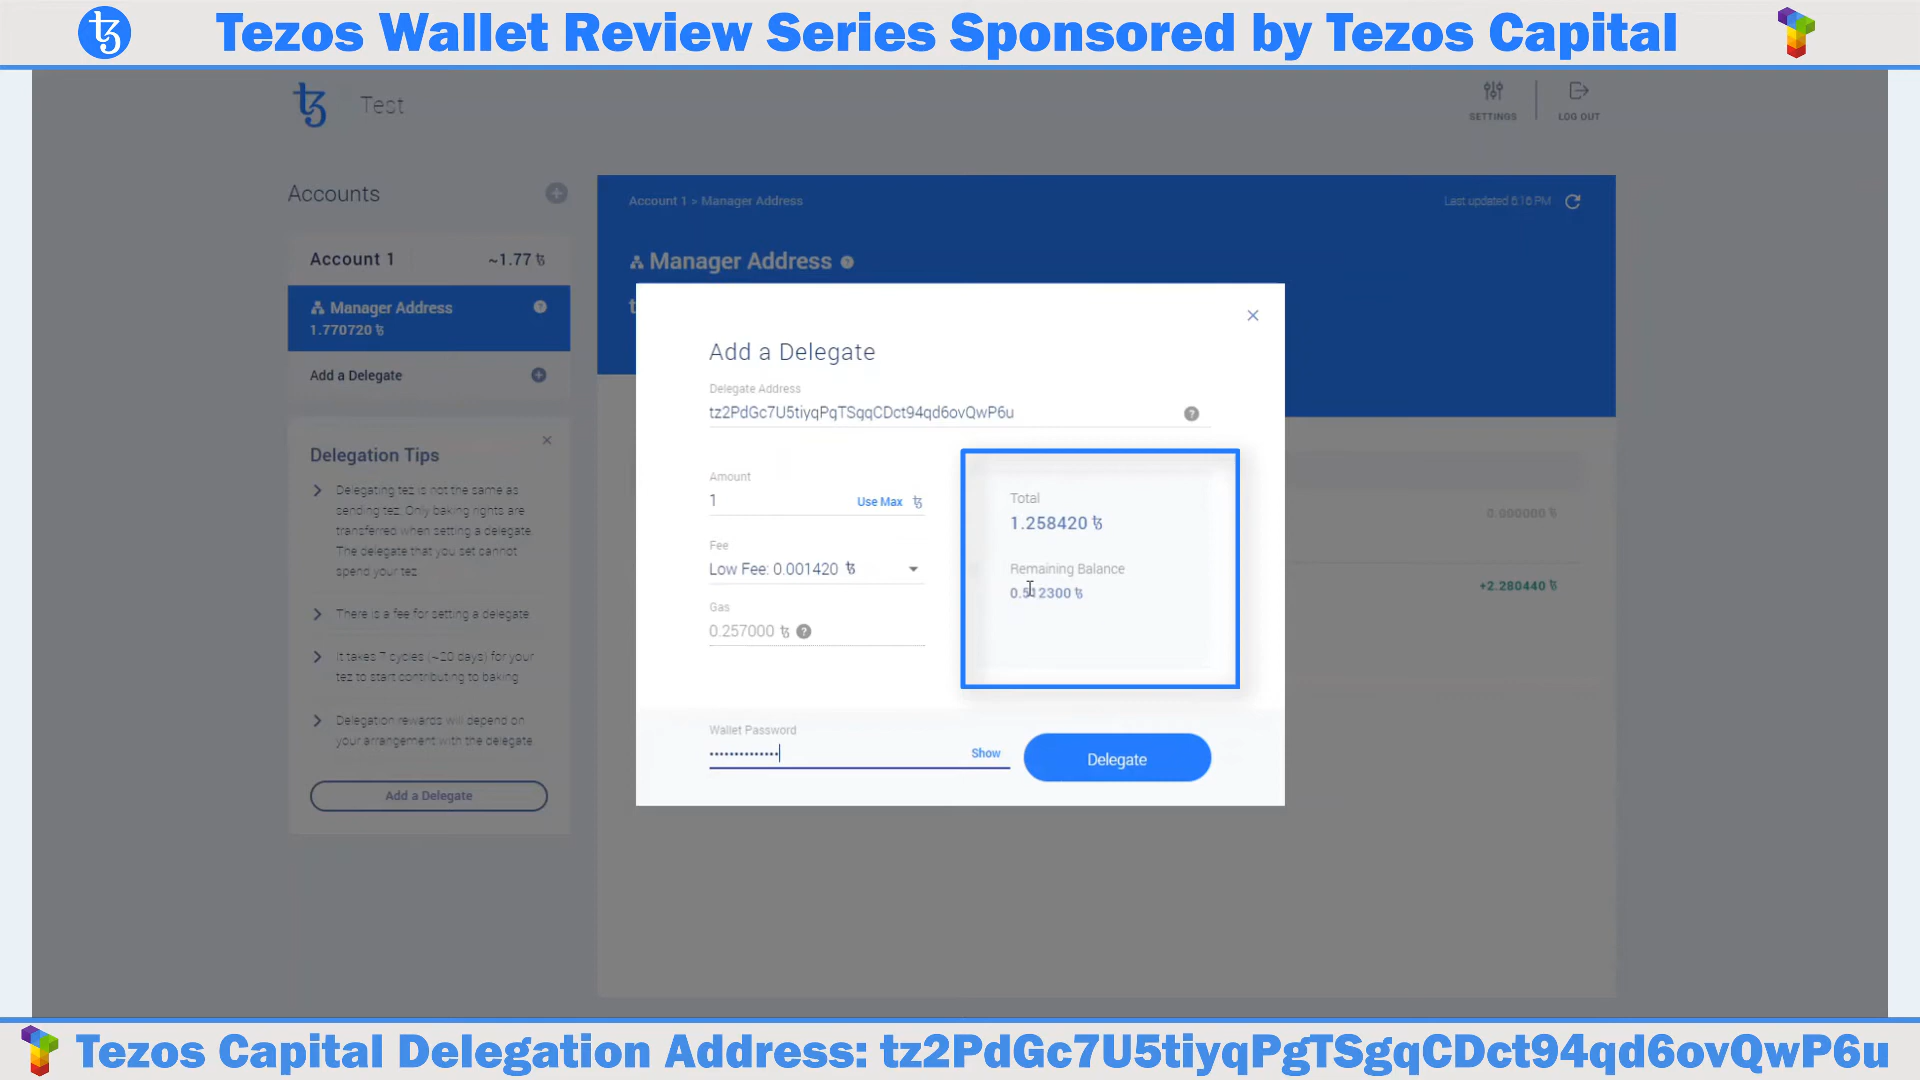 Tezos Wallet Review Series Sponsored by Tezos Capital
Test
SETTINGS
LOG OUT
Accounts
Account 1 > Manager Address
Last updated 6:16 PM
Account 1
~1.77 ꜩ
Manager Address
Manager Address
1.770720 ꜩ
Add a Delegate
Add a Delegate
Delegate Address
tz2PdGc7U5tiyqPgTSgqCDct94qd6ovQwP6u
Delegation Tips
Delegating tez is not the same as
sending tez. Only baking rights are
transferred when setting a delegate.
The delegate that you set cannot
spend your tez.
There is a fee for setting a delegate.
It takes 7 cycles (~20 days) for your
tez to start contributing to baking.
Delegation rewards will depend on
your arrangement with the delegate.
Add a Delegate
Amount
1
Use Max ꜩ
Fee
Low Fee: 0.001420 ꜩ
Gas
0.257000 ꜩ
Total
1.258420 ꜩ
Remaining Balance
0.512300 ꜩ
0.000000 ꜩ
+2.280440 ꜩ
Wallet Password
Show
Delegate
Tezos Capital Delegation Address: tz2PdGc7U5tiyqPgTSgqCDct94qd6ovQwP6u